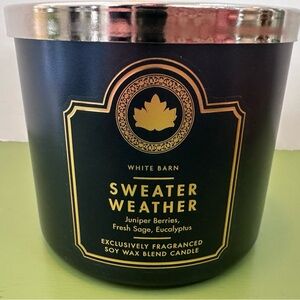 WHITE BARN
SWEATER
WEATHER
Juniper Berries,
Fresh Sage, Eucalyptus
EXCLUSIVELY FRAGRANCED
SOY WAX BLEND CANDLE